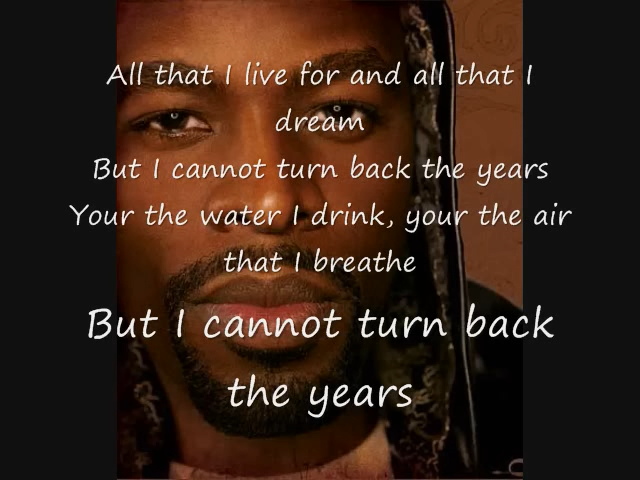 All that I live for and all that I
dream
But I cannot turn back the years
Your the water I drink, your the air
that I breathe
But I cannot turn back
the years